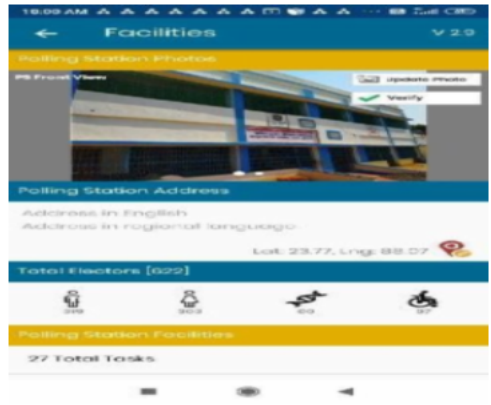 Facilities
V 2.0
Polling Station Photos
PS Front View
Update Photo
Verify
Polling Station Address
Address in English
Address in regional language
Lat: 23.77, Lng: 88.07
Total Electors [622]
Polling Station Facilities
27 Total Tasks